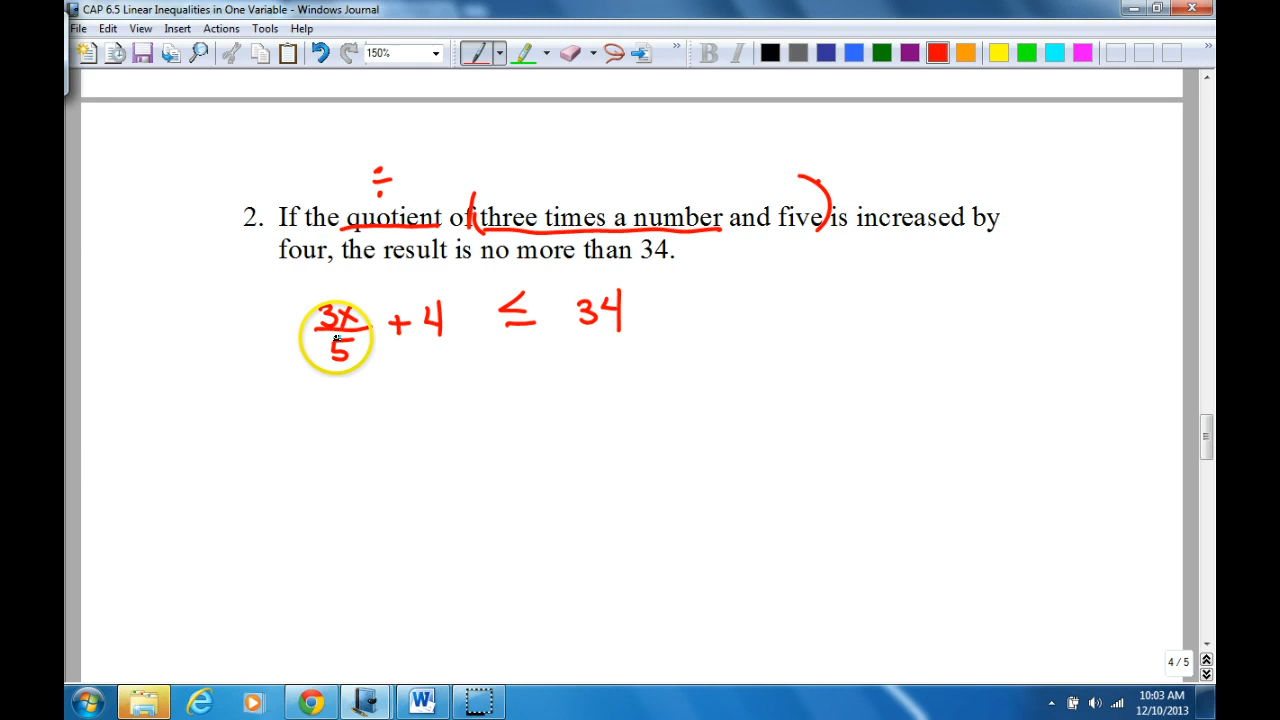 CAP 6.5 Linear Inequalities in One Variable - Windows Journal
File Edit View Insert Actions Tools Help
150% B I
÷
2. If the quotient of (three times a number and five) is increased by
four, the result is no more than 34.
3x/5 + 4 ≤ 34
4 / 5
10:03 AM
12/10/2013